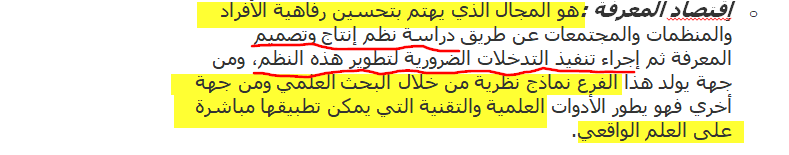 o إقتصاد المعرفة : هو المجال الذي يهتم بتحسين رفاهية الأفراد
والمنظمات والمجتمعات عن طريق دراسة نظم إنتاج وتصميم
المعرفة ثم إجراء تنفيذ التدخلات الضرورية لتطوير هذه النظم، ومن
جهة يولد هذا الفرع نماذج نظرية من خلال البحث العلمي ومن جهة
أخري فهو يطور الأدوات العلمية والتقنية التي يمكن تطبيقها مباشرة
على العلم الواقعي.